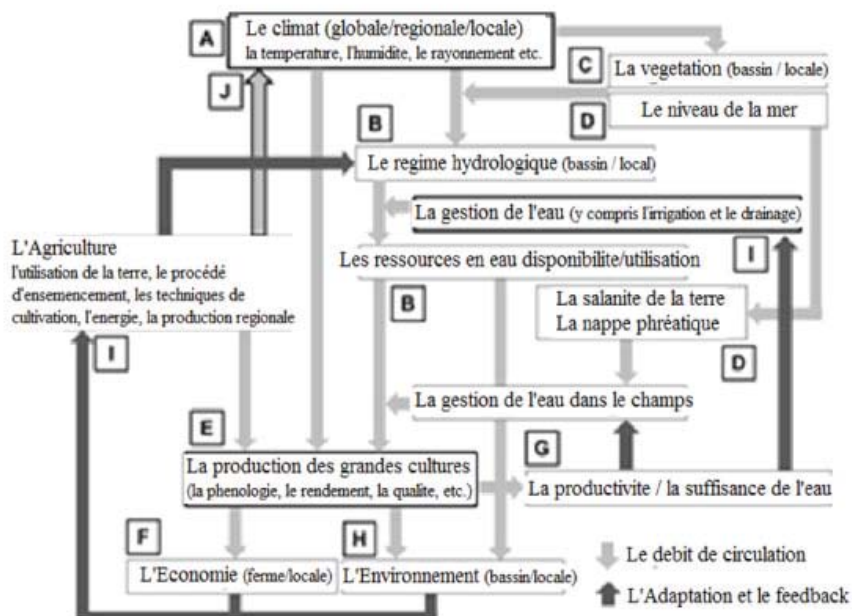 A
Le climat (globale/regionale/locale)
la temperature, l'humidite, le rayonnement etc.
J
C
La vegetation (bassin / locale)
D
Le niveau de la mer
B
Le regime hydrologique (bassin / local)
La gestion de l'eau (y compris l'irrigation et le drainage)
L'Agriculture
l'utilisation de la terre, le procédé
d'ensemencement, les techniques de
cultivation, l'energie, la production regionale
I
Les ressources en eau disponibilite/utilisation
I
B
La salanite de la terre
La nappe phréatique
D
La gestion de l'eau dans le champs
E
G
La production des grandes cultures
(la phenologie, le rendement, la qualite, etc.)
La productivite / la suffisance de l'eau
F
H
L'Economie (ferme/locale)
L'Environnement (bassin/locale)
Le debit de circulation
L'Adaptation et le feedback